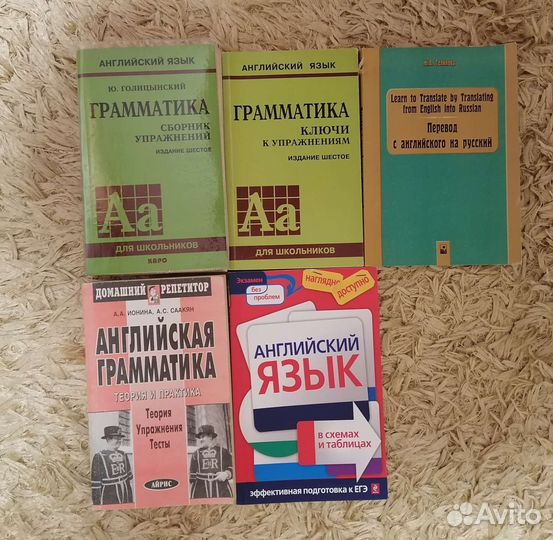 АНГЛИЙСКИЙ ЯЗЫК
Ю. ГОЛИЦЫНСКИЙ
ГРАММАТИКА
СБОРНИК
УПРАЖНЕНИЙ
ИЗДАНИЕ ШЕСТОЕ
Аа
ДЛЯ ШКОЛЬНИКОВ
КАРО
АНГЛИЙСКИЙ ЯЗЫК
ГРАММАТИКА
КЛЮЧИ
К УПРАЖНЕНИЯМ
ИЗДАНИЕ ШЕСТОЕ
Аа
ДЛЯ ШКОЛЬНИКОВ
Learn to Translate by Translating
from English into Russian
Перевод
с английского на русский
ДОМАШНИЙ РЕПЕТИТОР
А.А. ИОНИНА, А.С. СААКЯН
АНГЛИЙСКАЯ
ГРАММАТИКА
ТЕОРИЯ И ПРАКТИКА
Теория
Упражнения
Тесты
E R
E R
АЙРИС
Экзамен
без
проблем
наглядно
доступно
АНГЛИЙСКИЙ
ЯЗЫК
в схемах
и таблицах
эффективная подготовка к ЕГЭ
Avito